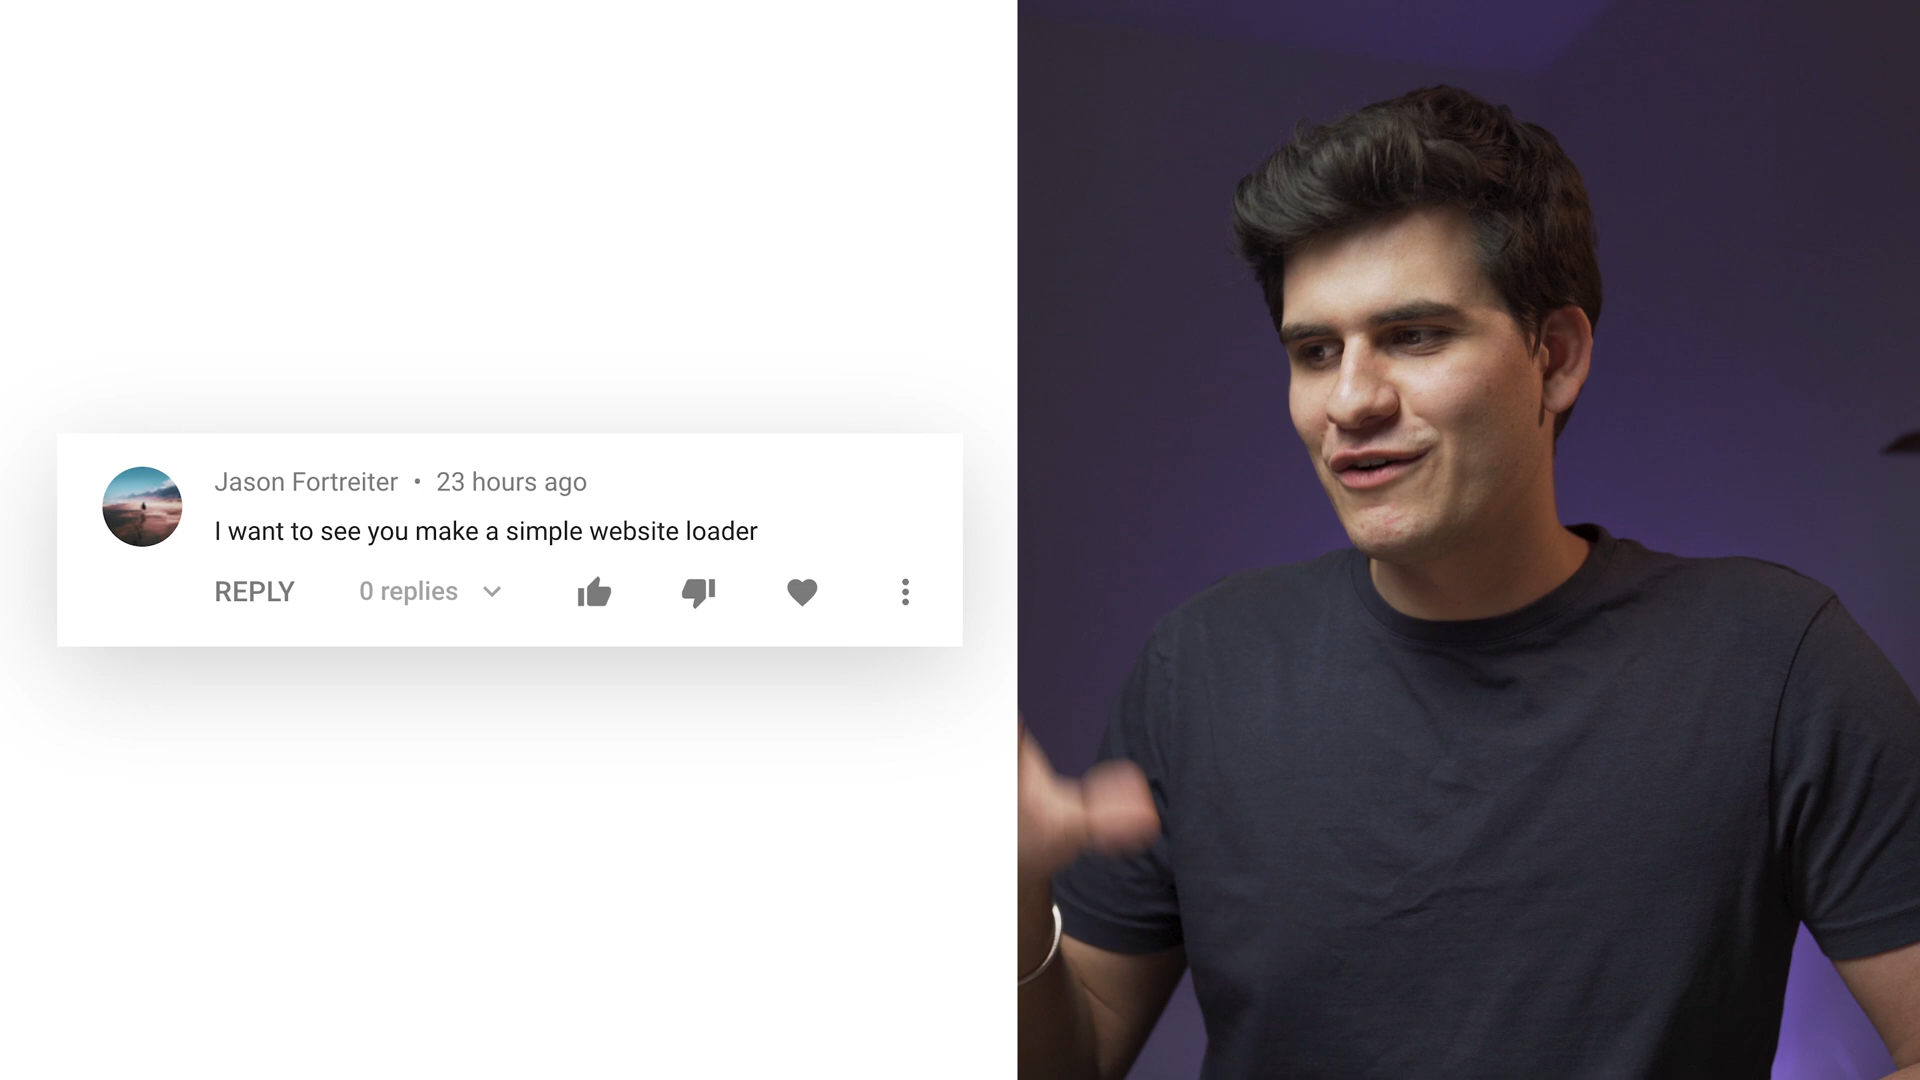 Jason Fortreiter • 23 hours ago
I want to see you make a simple website loader
REPLY 0 replies